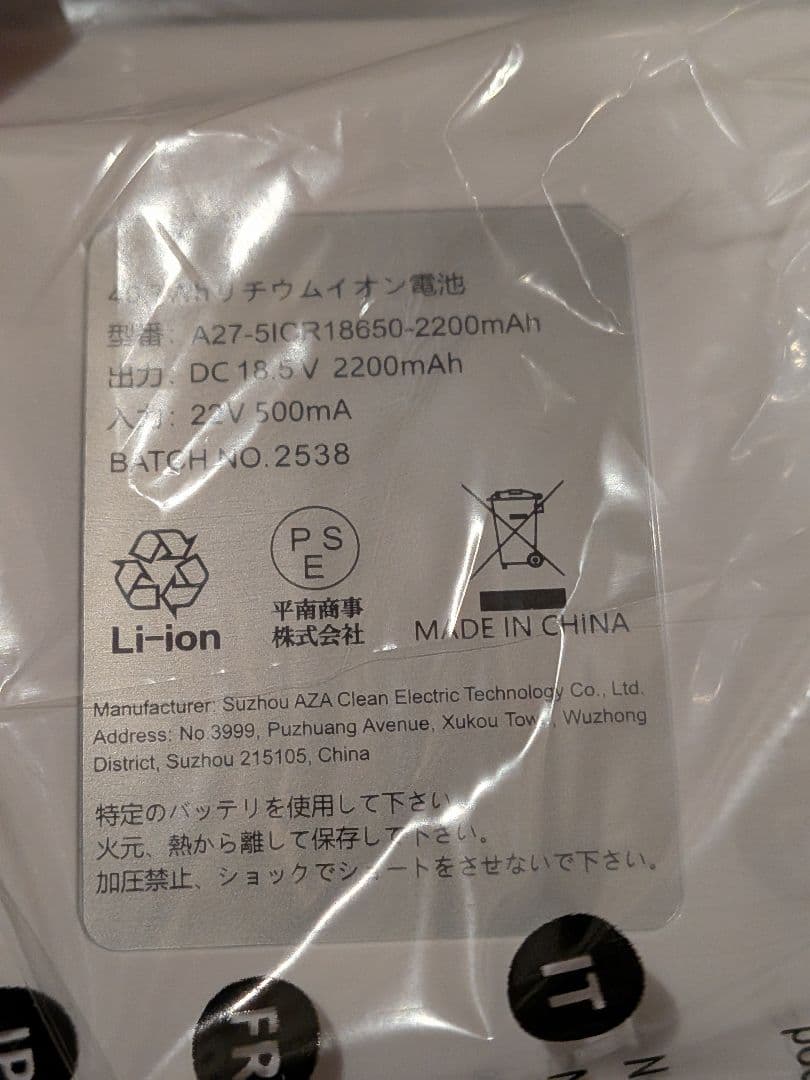 リチウムイオン電池
型番: A27-5ICR18650-2200mAh
出力: DC 18.5V 2200mAh
入力: 22V 500mA
BATCH NO.2538
PSE
Li-ion
平南商事
株式会社
MADE IN CHINA
Manufacturer: Suzhou AZA Clean Electric Technology Co., Ltd.
Address: No.3999, Puzhuang Avenue, Xukou Town, Wuzhong
District, Suzhou 215105, China
特定のバッテリを使用して下さい。
火元、熱から離して保存して下さい。
加圧禁止、ショックでショートをさせないで下さい。
IT
FR